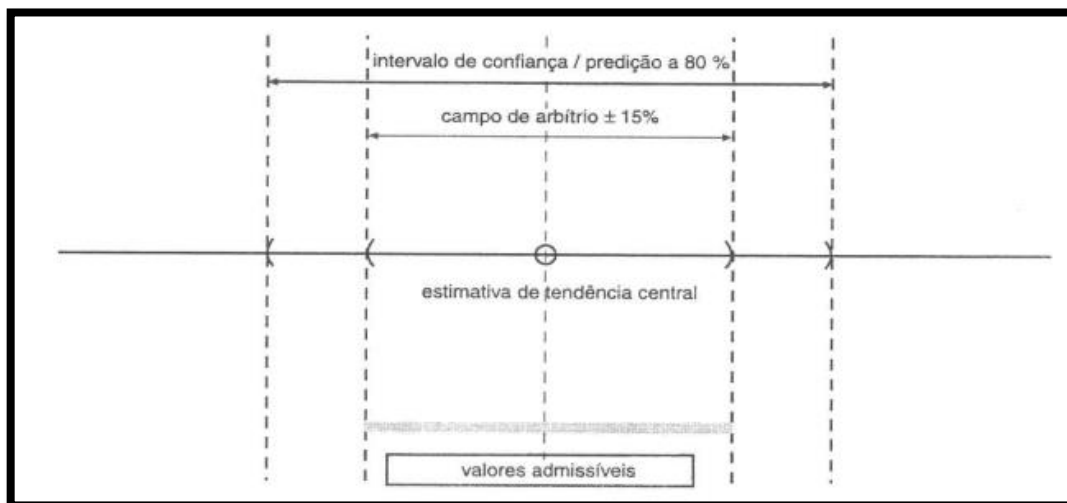 intervalo de confiança / predição a 80 %
campo de arbítrio ± 15%
estimativa de tendência central
valores admissíveis